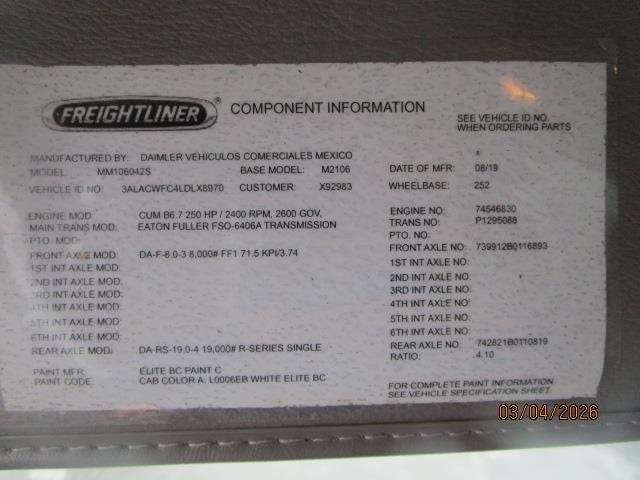 FREIGHTLINER® COMPONENT INFORMATION
SEE VEHICLE ID NO.
WHEN ORDERING PARTS
MANUFACTURED BY: DAIMLER VEHICULOS COMERCIALES MEXICO
MODEL: MM106042S BASE MODEL: M2106 DATE OF MFR: 08/19
VEHICLE ID NO: 3ALACWFC4LDLX8970 CUSTOMER: X92983 WHEELBASE: 252
ENGINE MOD: CUM B6.7 250 HP / 2400 RPM, 2600 GOV, ENGINE NO: 74546830
MAIN TRANS MOD: EATON FULLER FSO-6406A TRANSMISSION TRANS NO: P1295088
PTO. MOD: PTO. NO:
FRONT AXLE MOD: DA-F-8.0-3 8,000# FF1 71.5 KPI/3.74 FRONT AXLE NO: 739912B0116893
1ST INT AXLE MOD: 1ST INT AXLE NO:
2ND INT AXLE MOD: 2ND INT AXLE NO:
3RD INT AXLE MOD: 3RD INT AXLE NO:
4TH INT AXLE MOD: 4TH INT AXLE NO:
5TH INT AXLE MOD: 5TH INT AXLE NO:
6TH INT AXLE MOD: 6TH INT AXLE NO:
REAR AXLE MOD: DA-RS-19.0-4 19,000# R-SERIES SINGLE REAR AXLE NO: 742821B0110819
RATIO: 4.10
PAINT MFR: ELITE BC PAINT C
PAINT CODE: CAB COLOR A: L0006EB WHITE ELITE BC
FOR COMPLETE PAINT INFORMATION
SEE VEHICLE SPECIFICATION SHEET.
03/04/2026